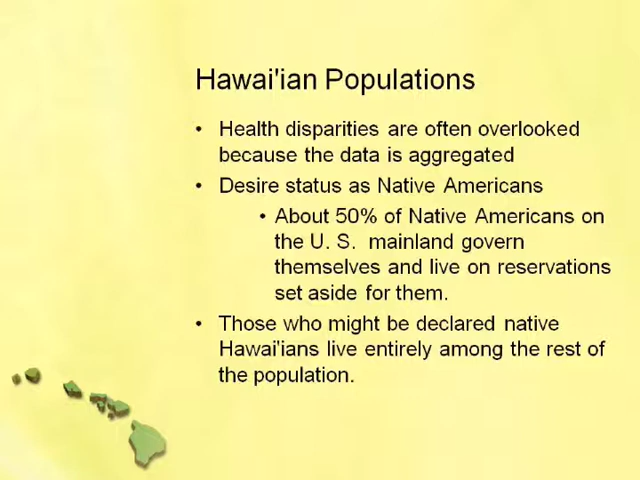 Hawai'ian Populations
• Health disparities are often overlooked
because the data is aggregated
• Desire status as Native Americans
• About 50% of Native Americans on
the U. S. mainland govern
themselves and live on reservations
set aside for them.
• Those who might be declared native
Hawai'ians live entirely among the rest of
the population.